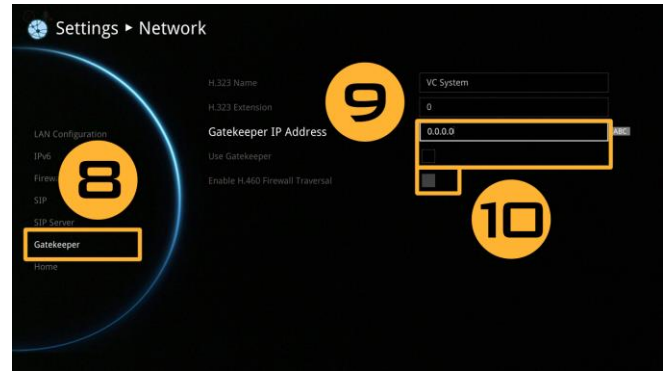 Settings ▸ Network
H.323 Name
VC System
H.323 Extension
0
Gatekeeper IP Address
0.0.0.0
ABC
Use Gatekeeper
Enable H.460 Firewall Traversal
9
10
LAN Configuration
IPv6
Firew
8
SIP
SIP Server
Gatekeeper
Home